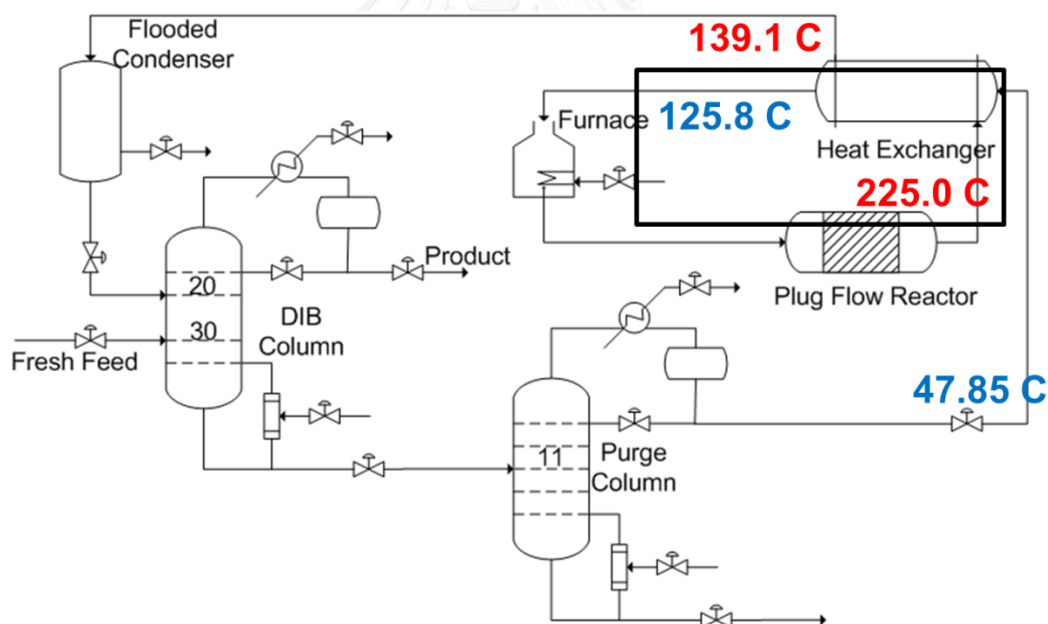 Flooded
Condenser
139.1 C
Furnace
125.8 C
Heat Exchanger
225.0 C
Product
20
DIB
Column
30
Fresh Feed
Plug Flow Reactor
47.85 C
11
Purge
Column